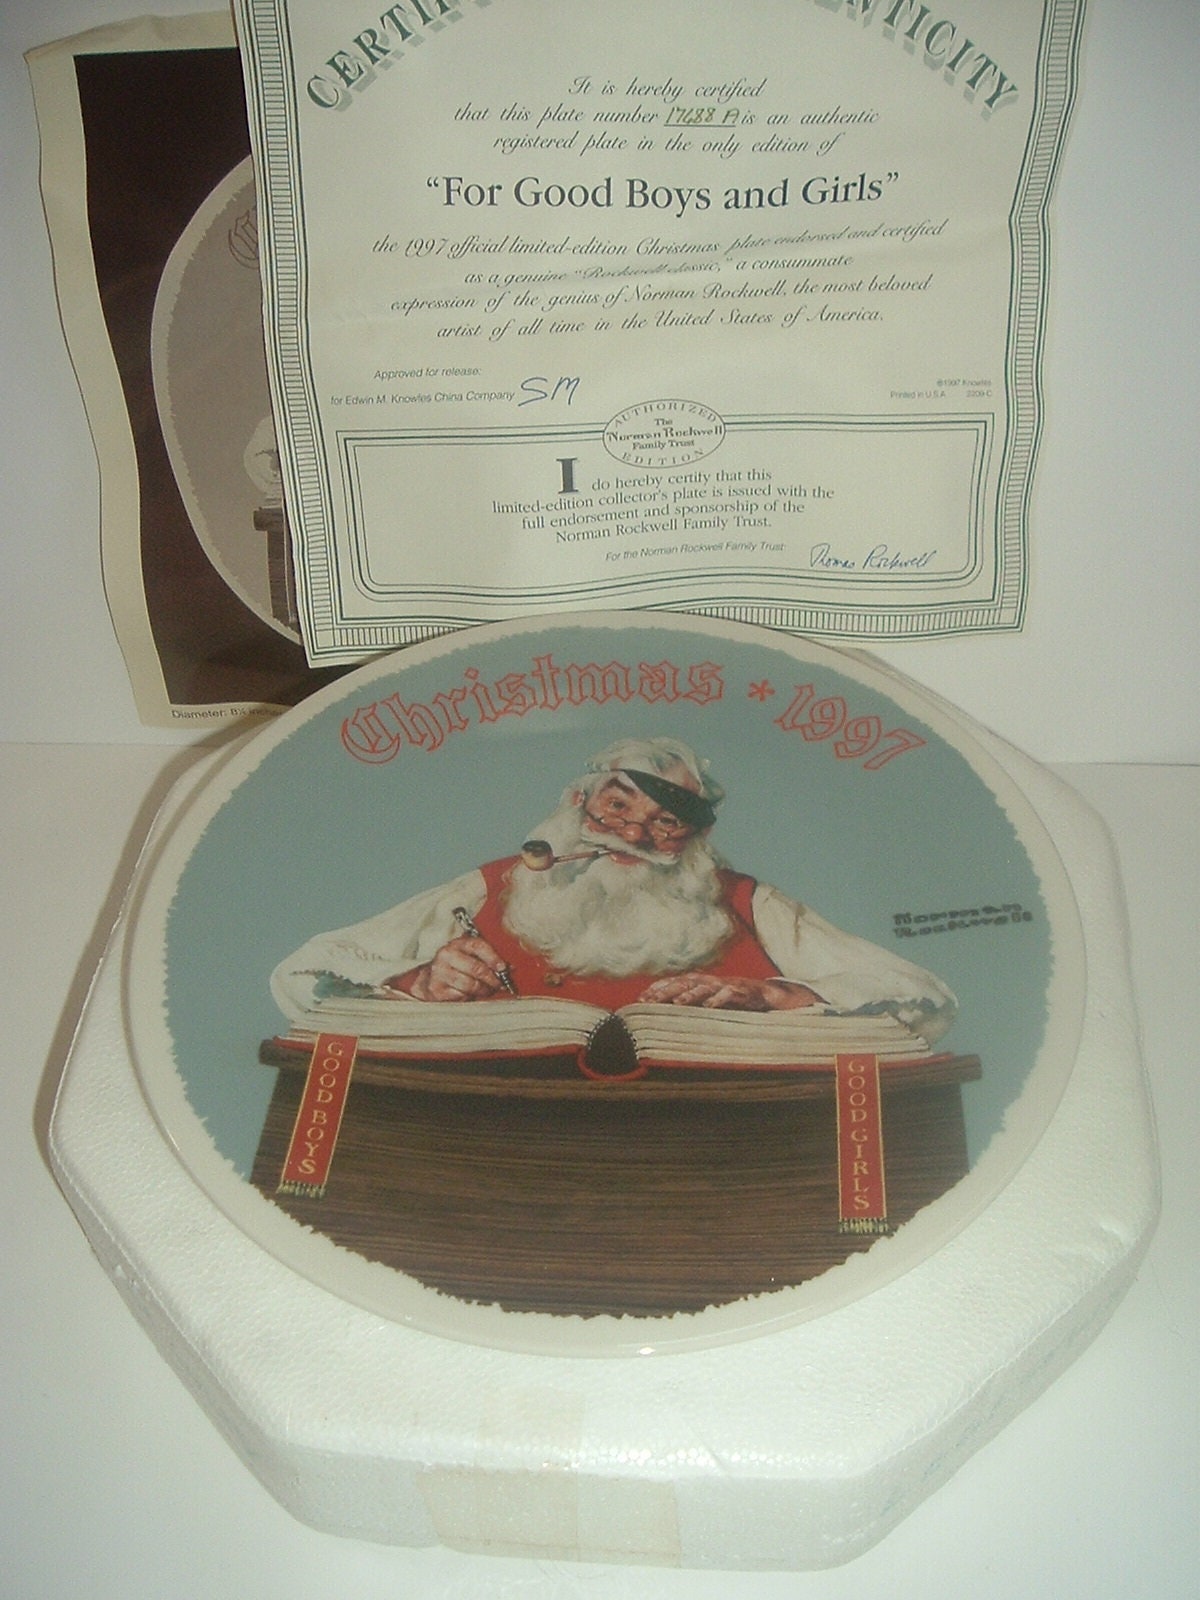 It is hereby certified
that this plate number 17688 A is an authentic
registered plate in the only edition of
"For Good Boys and Girls"
the 1997 official limited-edition Christmas plate endorsed and certified
as a genuine "Rockwell classic," a consummate
expression of the genius of Norman Rockwell, the most beloved
artist of all time in the United States of America.
Approved for release:
for Edwin M. Knowles China Company SM
©1997 Knowles
Printed in U.S.A.
AUTHORIZED
The
Norman Rockwell
Family Trust
EDITION
I do hereby certify that this
limited-edition collector's plate is issued with the
full endorsement and sponsorship of the
Norman Rockwell Family Trust.
For the Norman Rockwell Family Trust:
Thomas Rockwell
Diameter: 8½
Christmas * 1997
Norman
Rockwell
GOOD BOYS
GOOD GIRLS